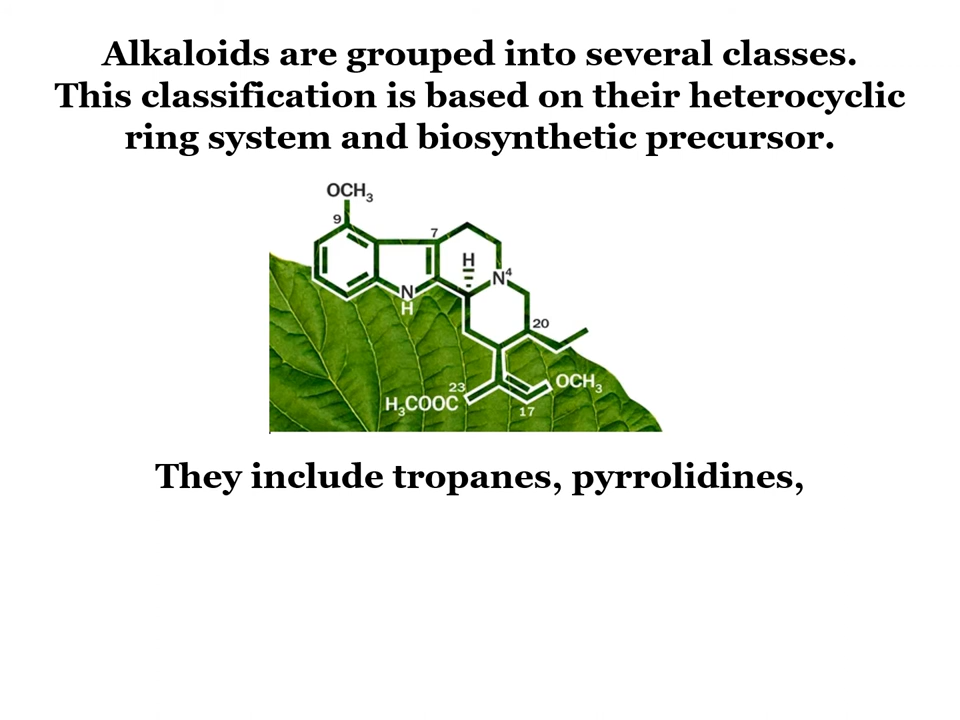 Alkaloids are grouped into several classes.
This classification is based on their heterocyclic
ring system and biosynthetic precursor.
OCH₃
9
7
H
N⁴
N
H
20
23
OCH₃
H₃COOC
17
They include tropanes, pyrrolidines,